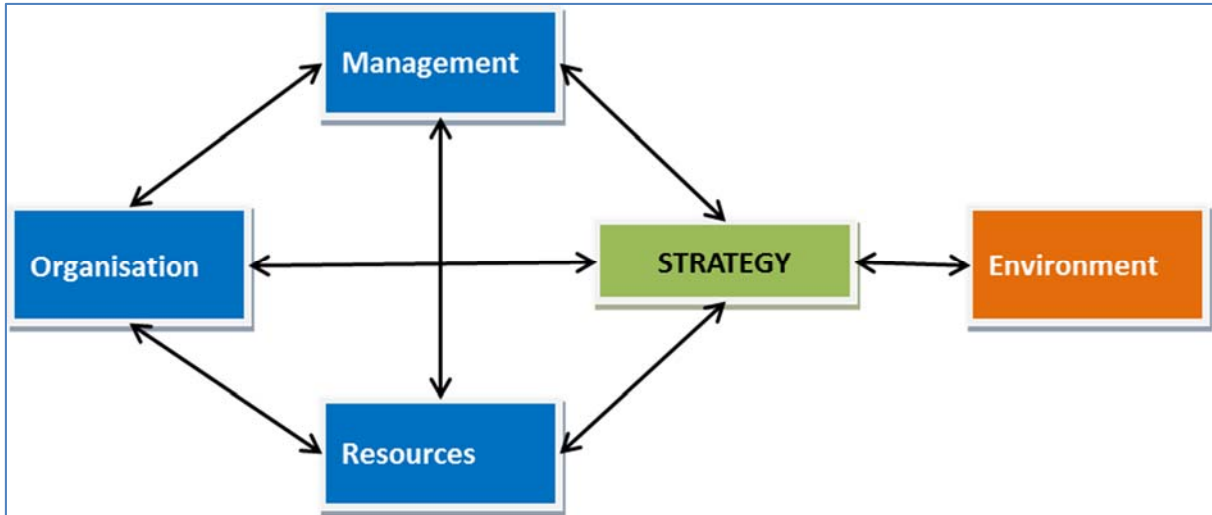 Management
Organisation
STRATEGY
Environment
Resources